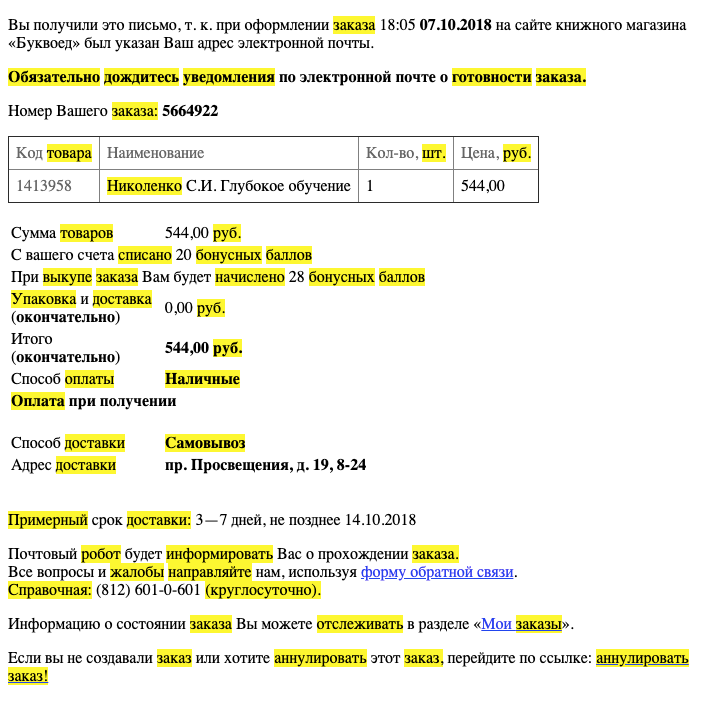 Вы получили это письмо, т. к. при оформлении заказа 18:05 07.10.2018 на сайте книжного магазина
«Буквоед» был указан Ваш адрес электронной почты.
Обязательно дождитесь уведомления по электронной почте о готовности заказа.
Номер Вашего заказа: 5664922
Код товара Наименование Кол-во, шт. Цена, руб.
1413958 Николенко С.И. Глубокое обучение 1 544,00
Сумма товаров 544,00 руб.
С вашего счета списано 20 бонусных баллов
При выкупе заказа Вам будет начислено 28 бонусных баллов
Упаковка и доставка
(окончательно) 0,00 руб.
Итого
(окончательно) 544,00 руб.
Способ оплаты Наличные
Оплата при получении
Способ доставки Самовывоз
Адрес доставки пр. Просвещения, д. 19, 8-24
Примерный срок доставки: 3—7 дней, не позднее 14.10.2018
Почтовый робот будет информировать Вас о прохождении заказа.
Все вопросы и жалобы направляйте нам, используя форму обратной связи.
Справочная: (812) 601-0-601 (круглосуточно).
Информацию о состоянии заказа Вы можете отслеживать в разделе «Мои заказы».
Если вы не создавали заказ или хотите аннулировать этот заказ, перейдите по ссылке: аннулировать
заказ!